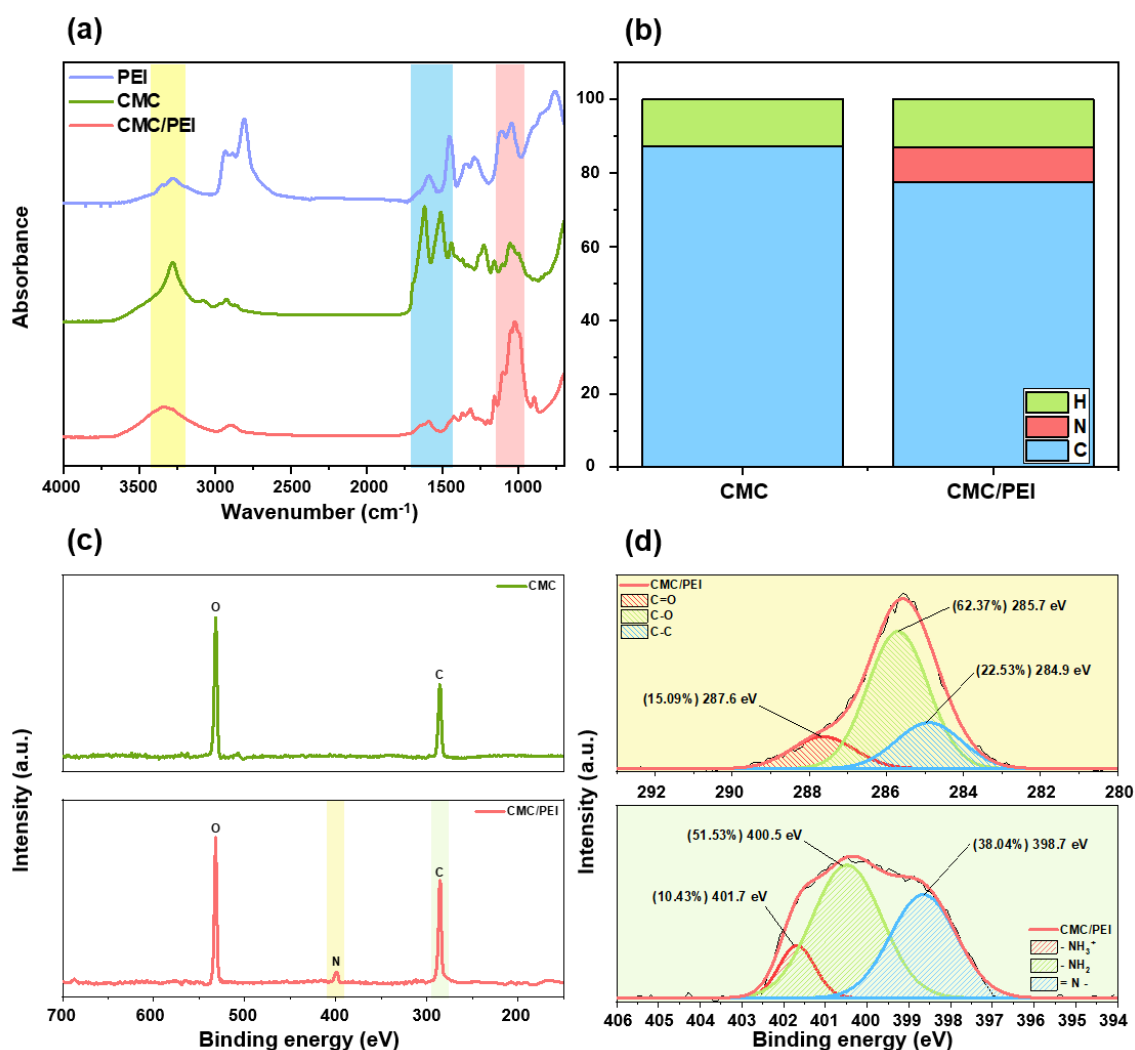 (a)
PEI
CMC
CMC/PEI
Absorbance
4000 3500 3000 2500 2000 1500 1000
Wavenumber (cm⁻¹)
(b)
100
80
60
40
20
0
H
N
C
CMC CMC/PEI
(c)
CMC
O
C
CMC/PEI
O
N
C
Intensity (a.u.)
700 600 500 400 300 200
Binding energy (eV)
(d)
CMC/PEI
C=O
C-O
C-C
(62.37%) 285.7 eV
(22.53%) 284.9 eV
(15.09%) 287.6 eV
292 290 288 286 284 282 280
(51.53%) 400.5 eV
(38.04%) 398.7 eV
(10.43%) 401.7 eV
CMC/PEI
- NH₃⁺
- NH₂
= N -
Intensity (a.u.)
406 405 404 403 402 401 400 399 398 397 396 395 394
Binding energy (eV)